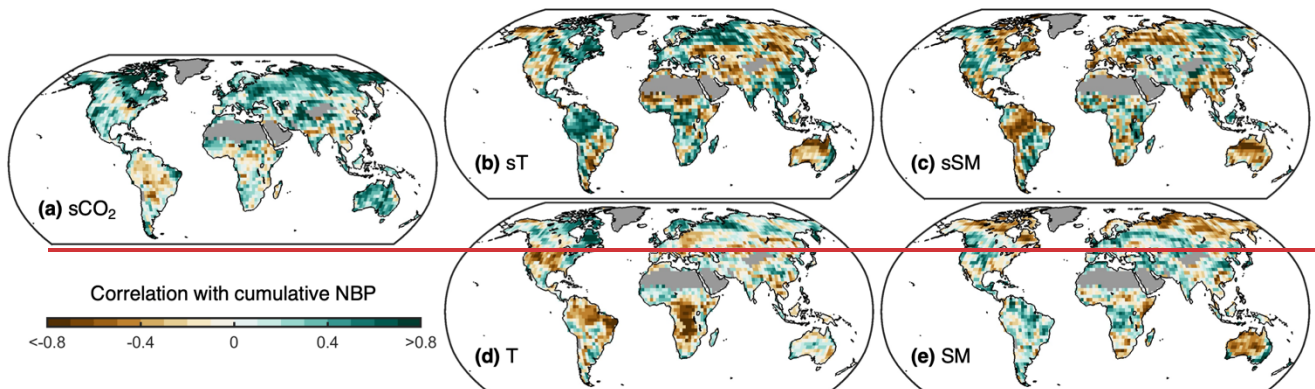 (a) sCO₂
(b) sT
(c) sSM
Correlation with cumulative NBP
<-0.8 -0.4 0 0.4 >0.8
(d) T
(e) SM